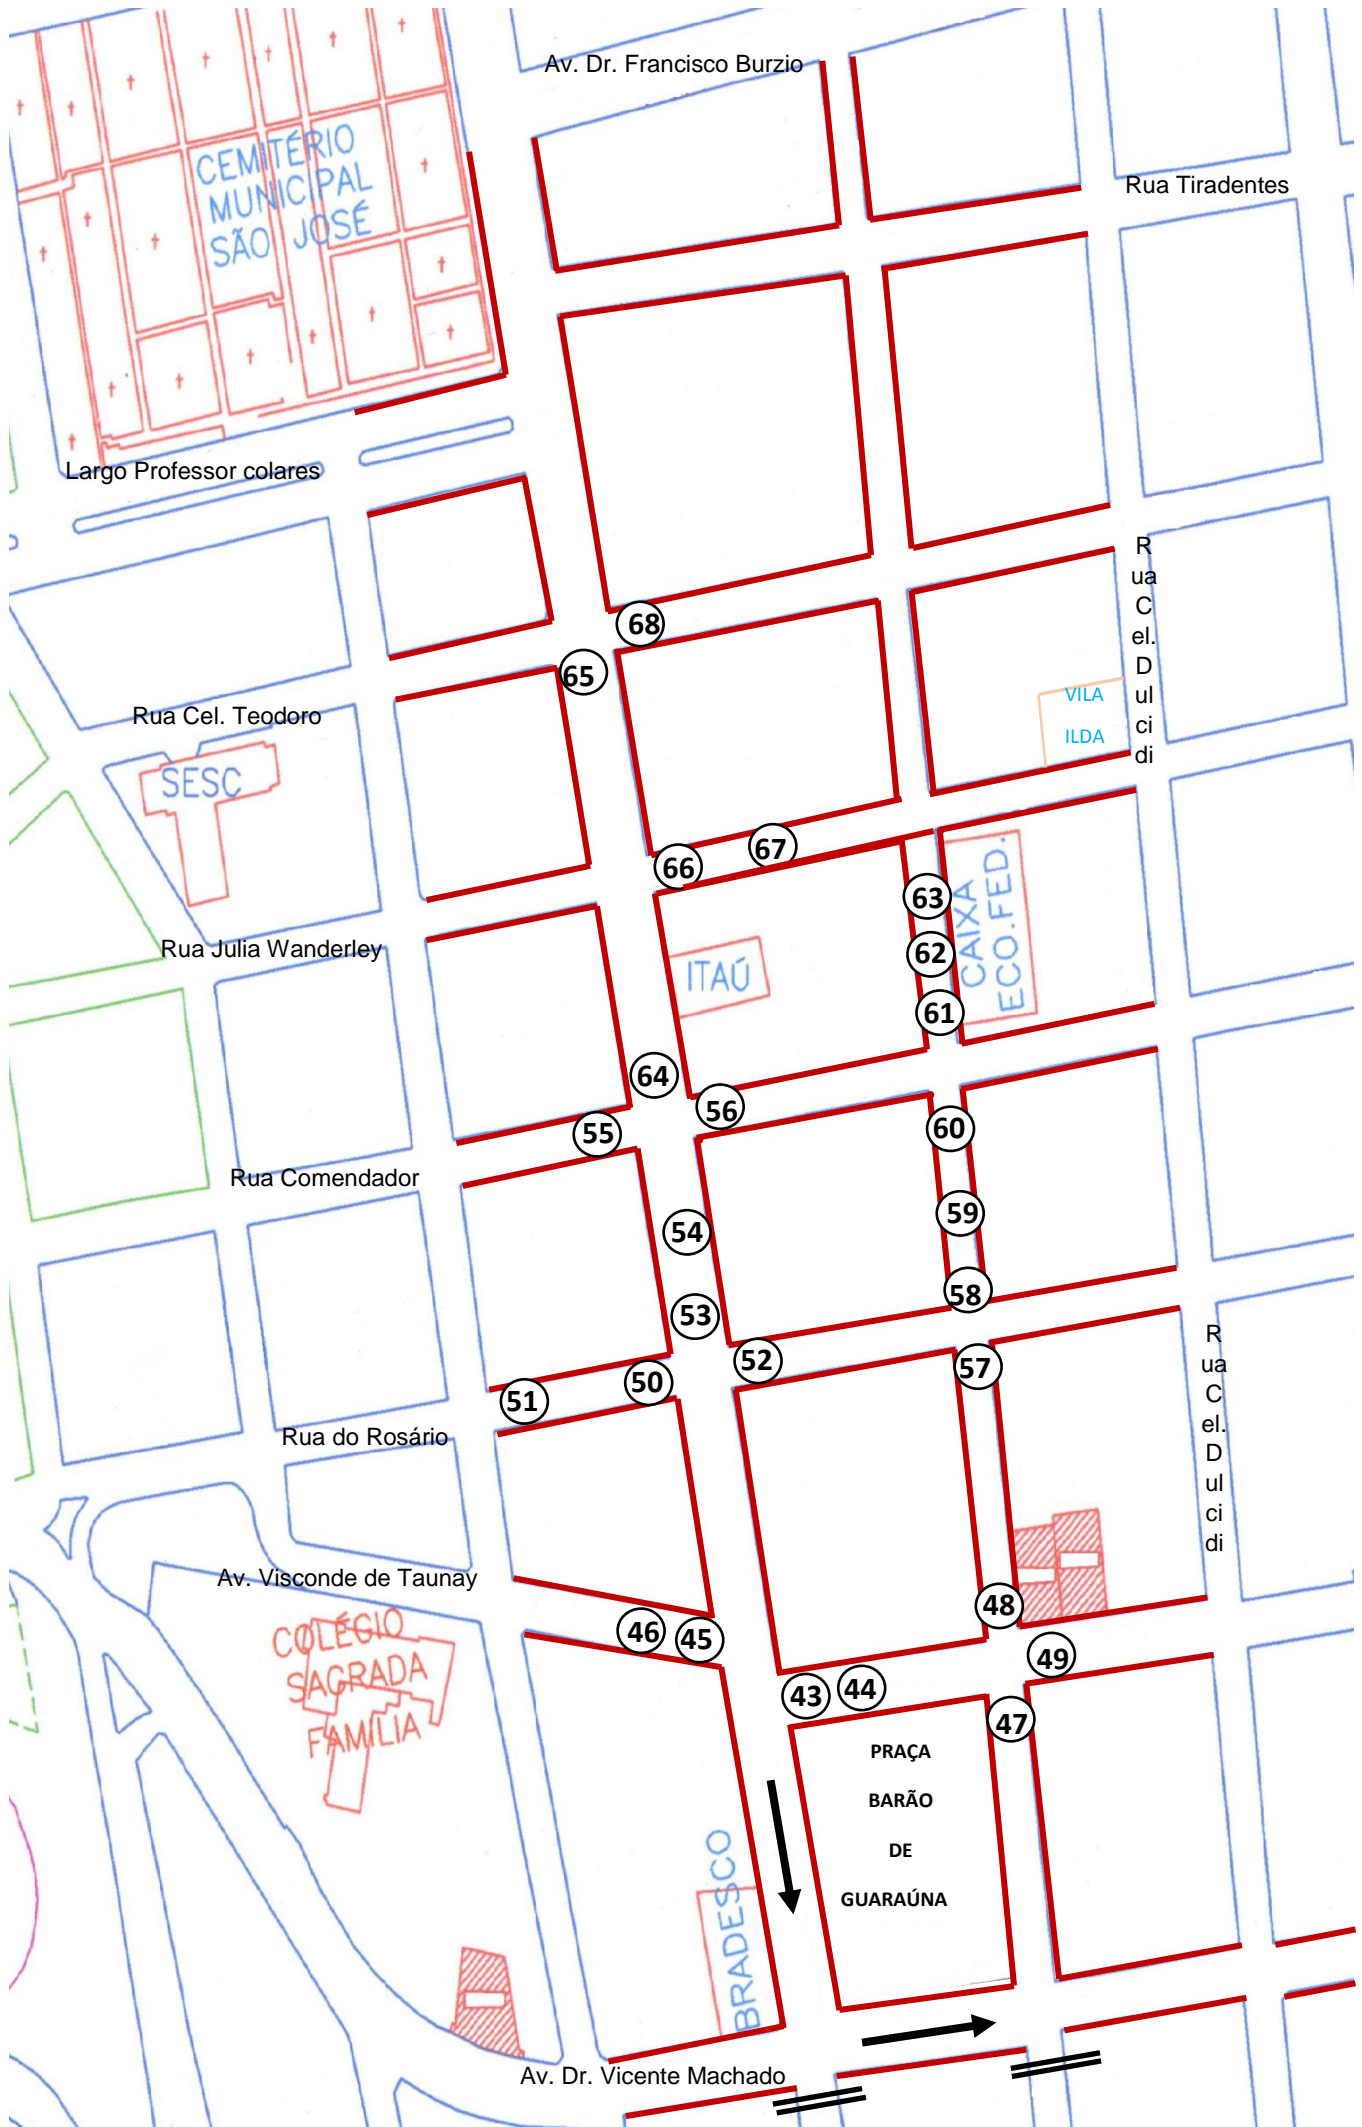 Av. Dr. Francisco Burzio
CEMITÉRIO
MUNICIPAL
SÃO JOSÉ
Rua Tiradentes
Largo Professor colares
R
ua
C
el.
D
ul
ci
di
68
65
VILA
ILDA
Rua Cel. Teodoro
SESC
67
66
63
CAIXA
ECO.FED.
62
61
Rua Julia Wanderley
ITAÚ
64
56
55
60
Rua Comendador
59
54
58
53
52
57
50
51
R
ua
C
el.
D
ul
ci
di
Rua do Rosário
Av. Visconde de Taunay
48
46
45
49
COLÉGIO
SAGRADA
FAMÍLIA
43
44
47
PRAÇA
BARÃO
DE
GUARAÚNA
BRADESCO
Av. Dr. Vicente Machado